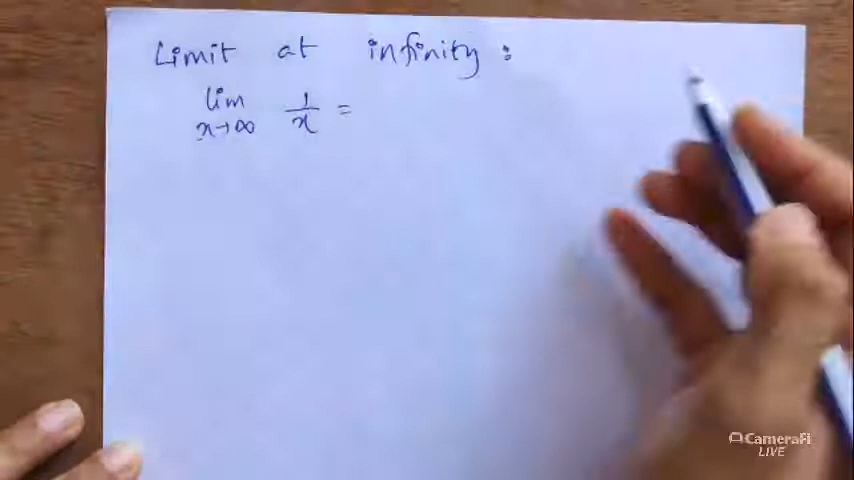 Limit at infinity :
lim 1/x =
x→∞
CameraFi
LIVE